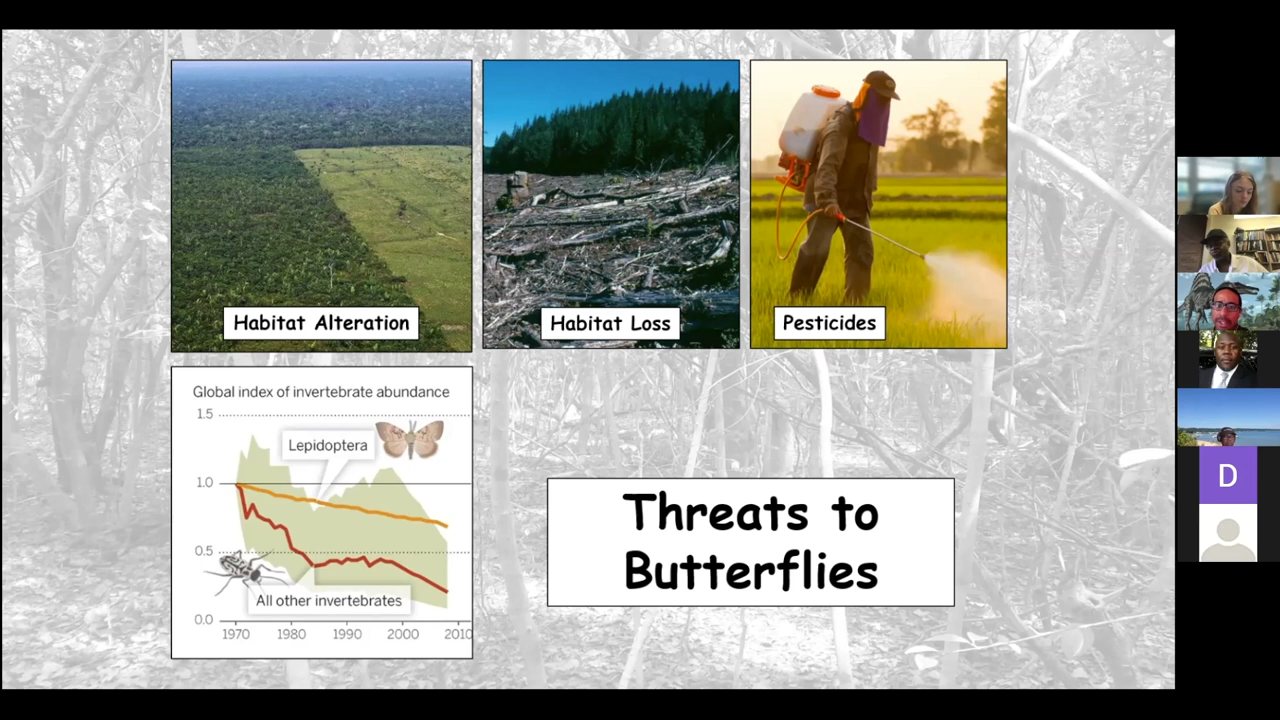 Habitat Alteration
Habitat Loss
Pesticides
Global index of invertebrate abundance
1.5
Lepidoptera
1.0
0.5
All other invertebrates
0.0
1970 1980 1990 2000 2010
Threats to
Butterflies
D